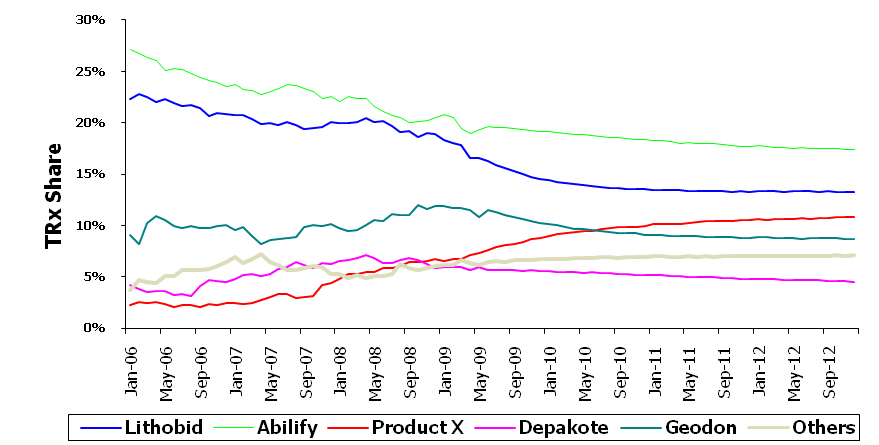 30%
25%
20%
15%
10%
5%
0%
TRx Share
Jan-06
May-06
Sep-06
Jan-07
May-07
Sep-07
Jan-08
May-08
Sep-08
Jan-09
May-09
Sep-09
Jan-10
May-10
Sep-10
Jan-11
May-11
Sep-11
Jan-12
May-12
Sep-12
Lithobid Abilify Product X Depakote Geodon Others